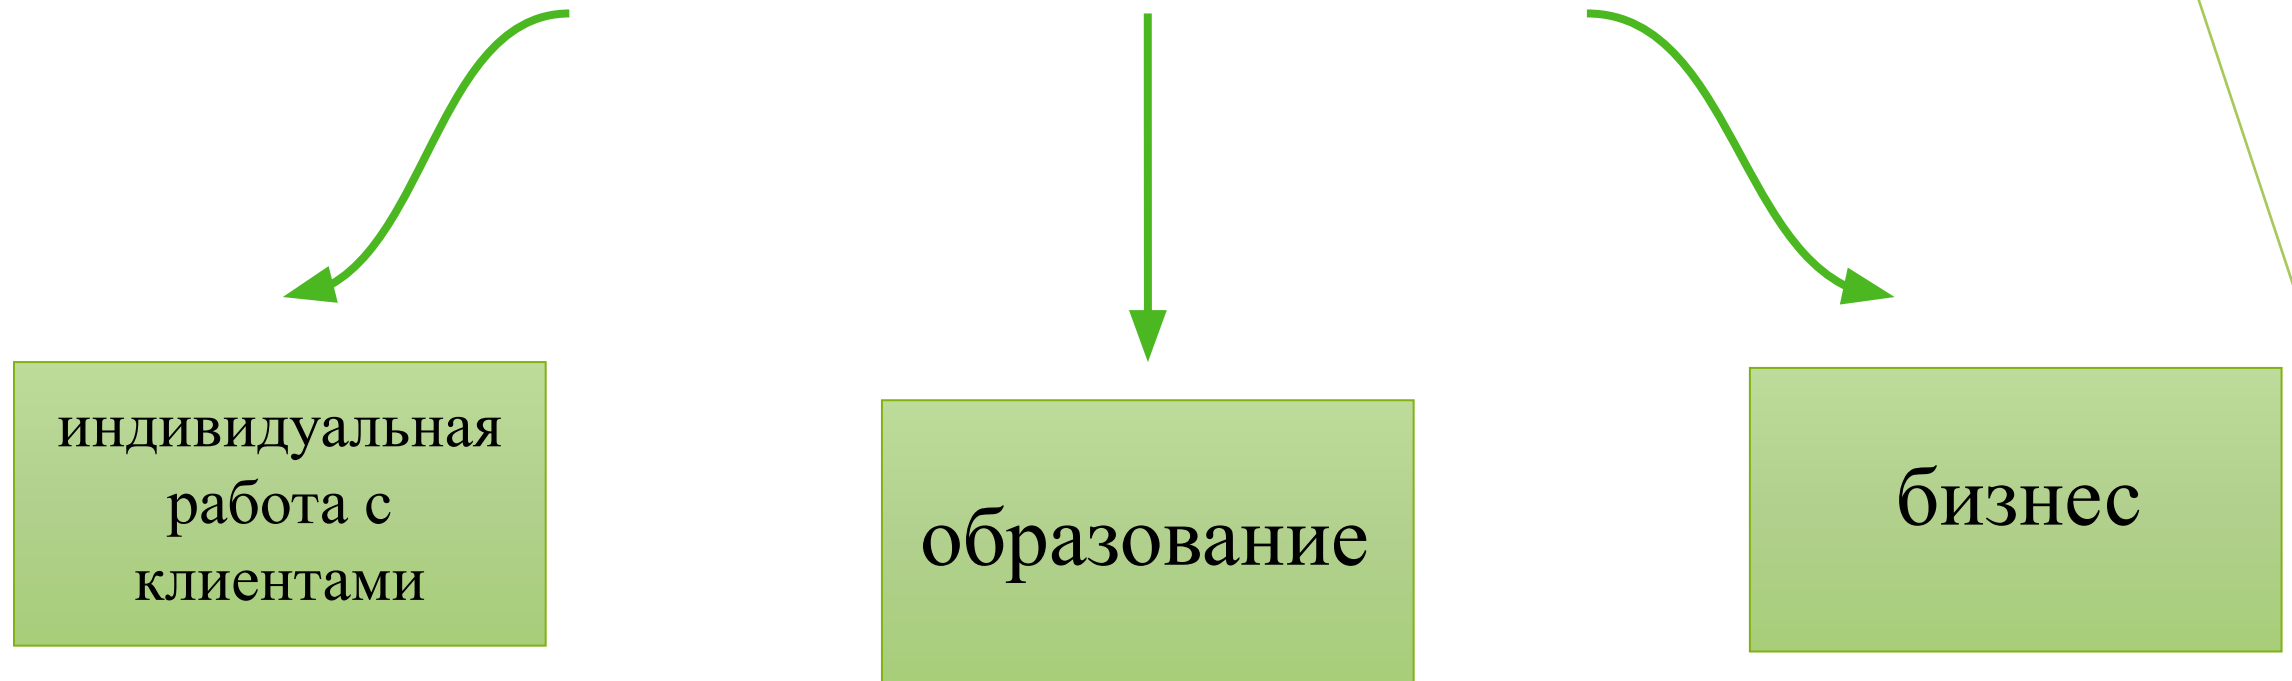 индивидуальная
работа с
клиентами
образование
бизнес